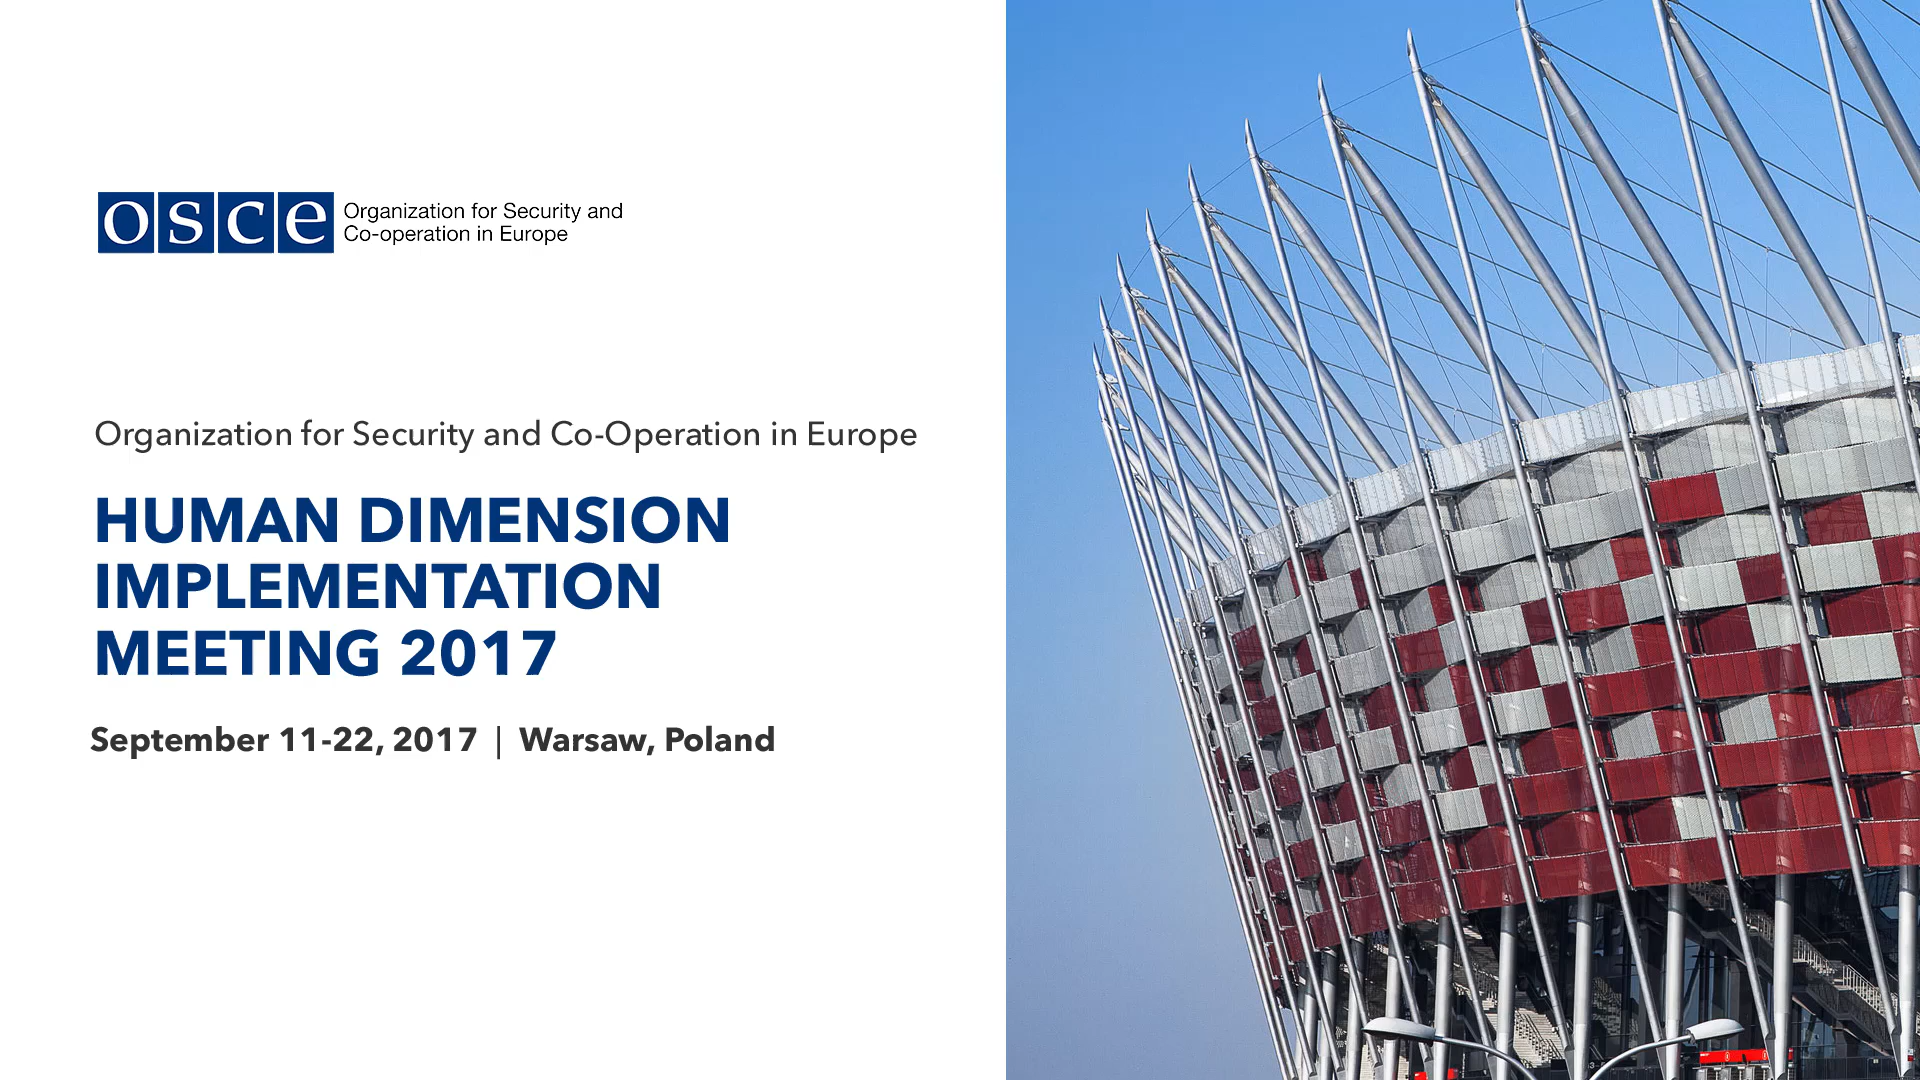 osce Organization for Security and
Co-operation in Europe
Organization for Security and Co-Operation in Europe
HUMAN DIMENSION
IMPLEMENTATION
MEETING 2017
September 11-22, 2017 | Warsaw, Poland